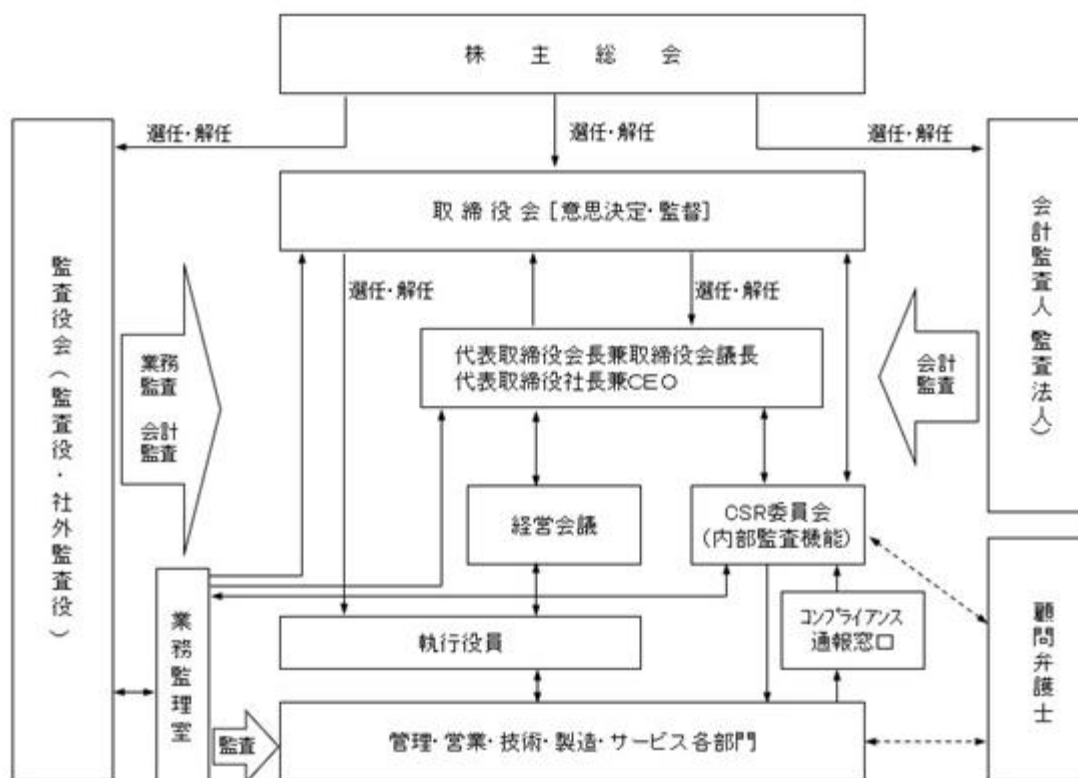 株主総会
選任・解任
選任・解任
選任・解任
取締役会[意思決定・監督]
監査役会(監査役・社外監査役)
会計監査人(監査法人)
選任・解任
選任・解任
業務
監査
会計
監査
代表取締役会長兼取締役会議長
代表取締役社長兼CEO
会計
監査
経営会議
CSR委員会
(内部監査機能)
業務監理室
執行役員
コンプライアンス
通報窓口
顧問弁護士
監査
管理・営業・技術・製造・サービス各部門